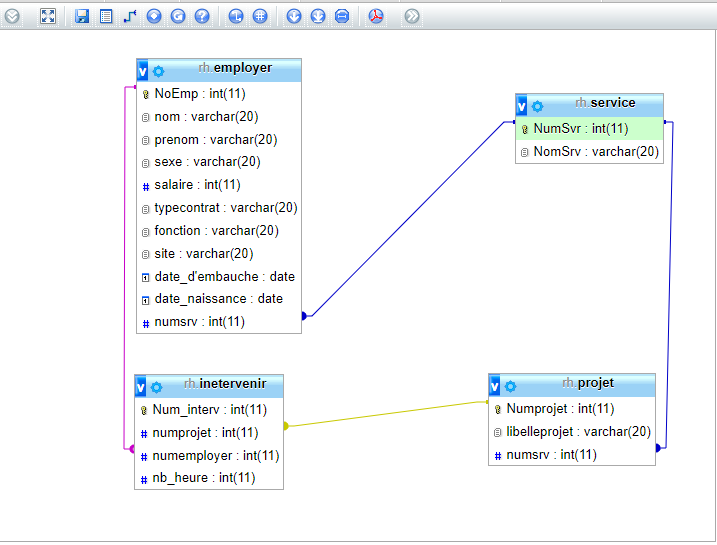 rh.employer
NoEmp : int(11)
nom : varchar(20)
prenom : varchar(20)
sexe : varchar(20)
salaire : int(11)
typecontrat : varchar(20)
fonction : varchar(20)
site : varchar(20)
date_d'embauche : date
date_naissance : date
numsrv : int(11)
rh.service
NumSvr : int(11)
NomSrv : varchar(20)
rh.inetervenir
Num_interv : int(11)
numprojet : int(11)
numemployer : int(11)
nb_heure : int(11)
rh.projet
Numprojet : int(11)
libelleprojet : varchar(20)
numsrv : int(11)